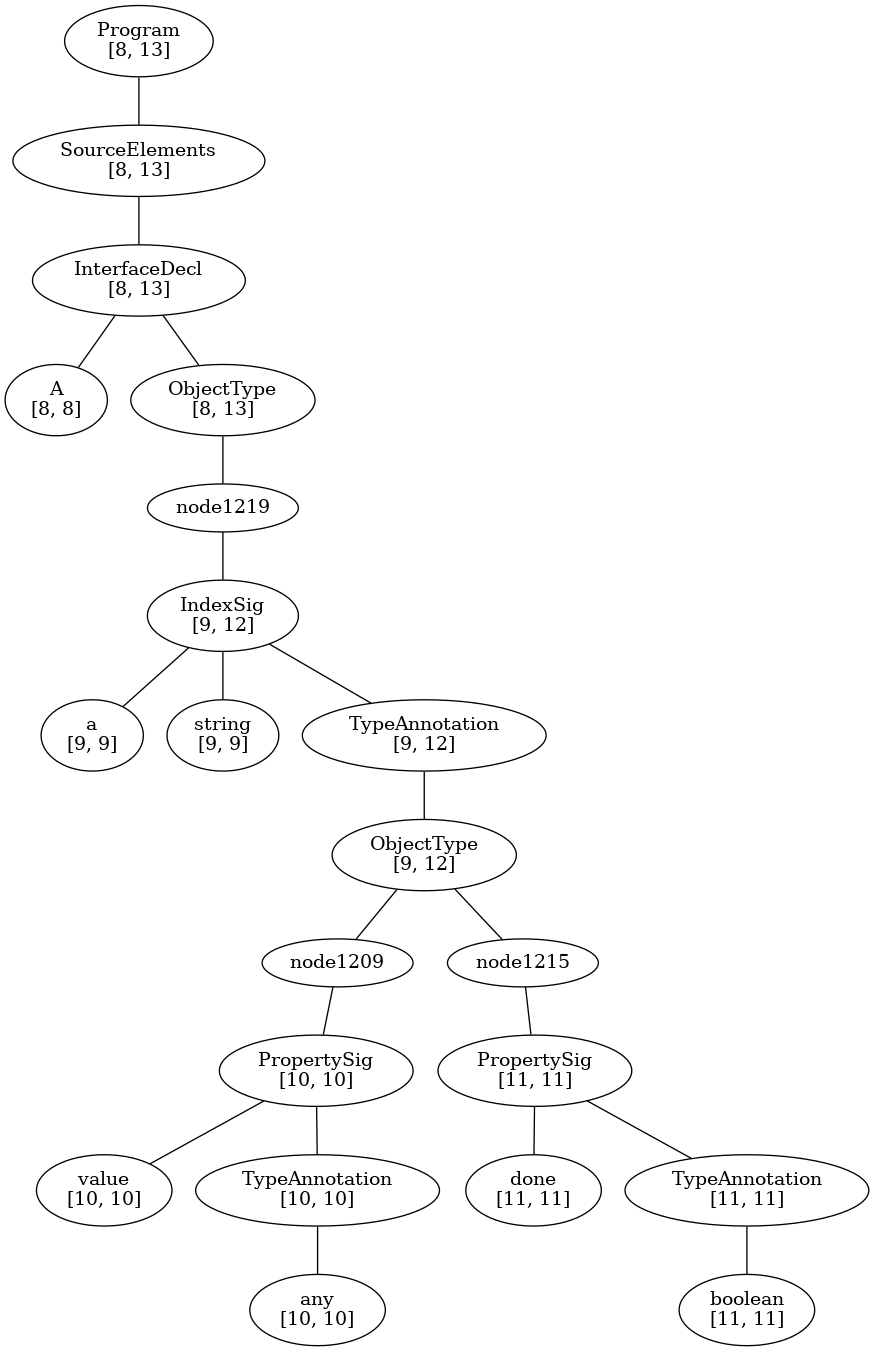 Program
[8, 13]
SourceElements
[8, 13]
InterfaceDecl
[8, 13]
A
[8, 8]
ObjectType
[8, 13]
node1219
IndexSig
[9, 12]
a
[9, 9]
string
[9, 9]
TypeAnnotation
[9, 12]
ObjectType
[9, 12]
node1209
node1215
PropertySig
[10, 10]
PropertySig
[11, 11]
value
[10, 10]
TypeAnnotation
[10, 10]
done
[11, 11]
TypeAnnotation
[11, 11]
any
[10, 10]
boolean
[11, 11]